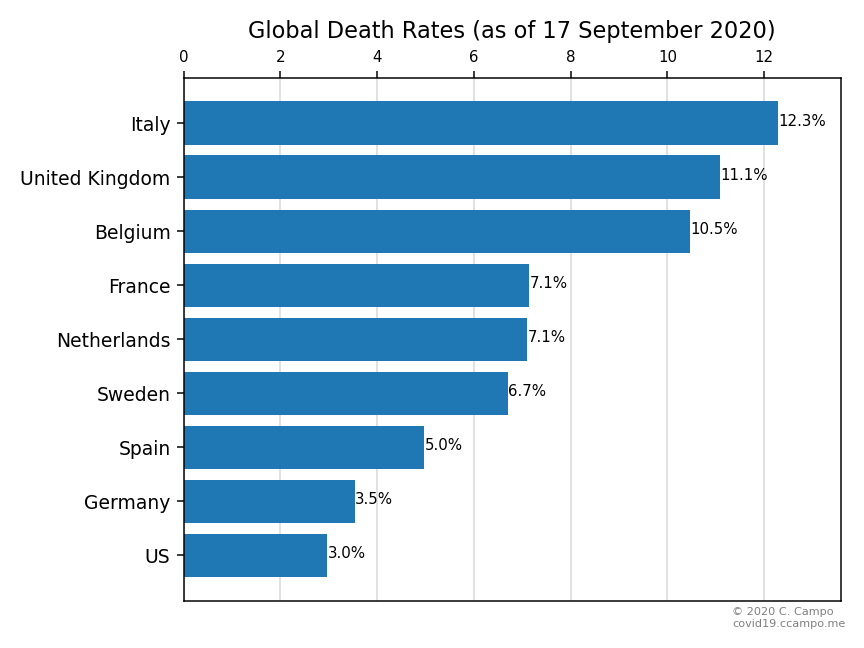 Global Death Rates (as of 17 September 2020)
0 2 4 6 8 10 12
Italy 12.3%
United Kingdom 11.1%
Belgium 10.5%
France 7.1%
Netherlands 7.1%
Sweden 6.7%
Spain 5.0%
Germany 3.5%
US 3.0%
© 2020 C. Campo
covid19.ccampo.me